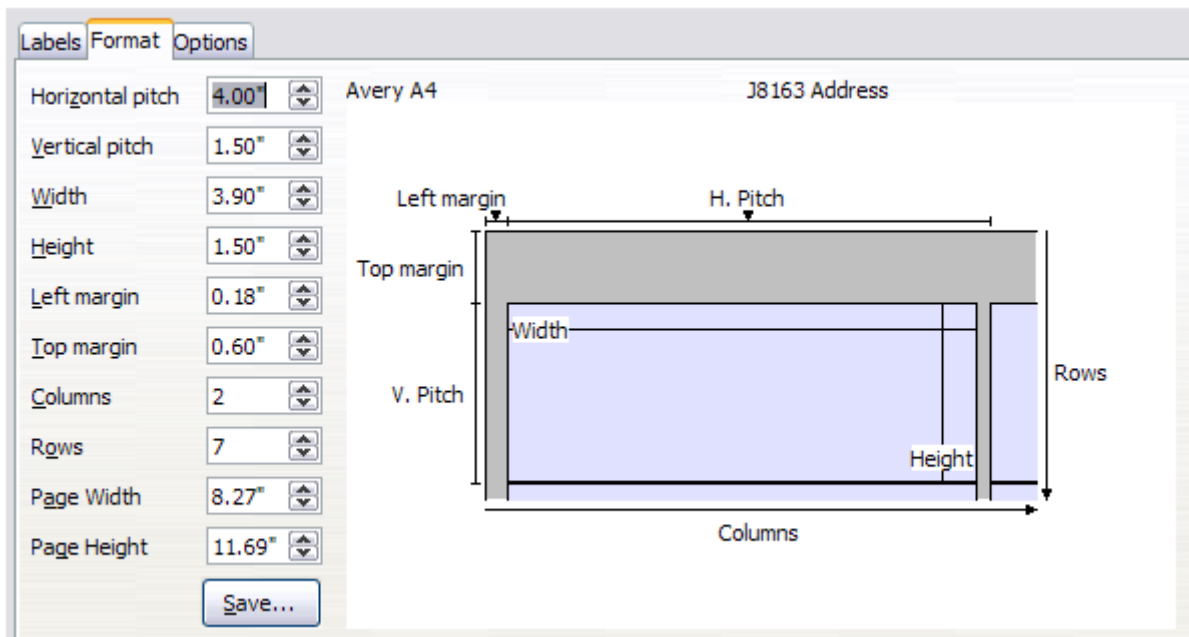 Labels Format Options
Horizontal pitch 4.00" Avery A4 J8163 Address
Vertical pitch 1.50"
Width 3.90" Left margin H. Pitch
Height 1.50"
Top margin
Left margin 0.18"
Width
Top margin 0.60"
Rows
Columns 2 V. Pitch
Rows 7 Height
Page Width 8.27"
Columns
Page Height 11.69"
Save...